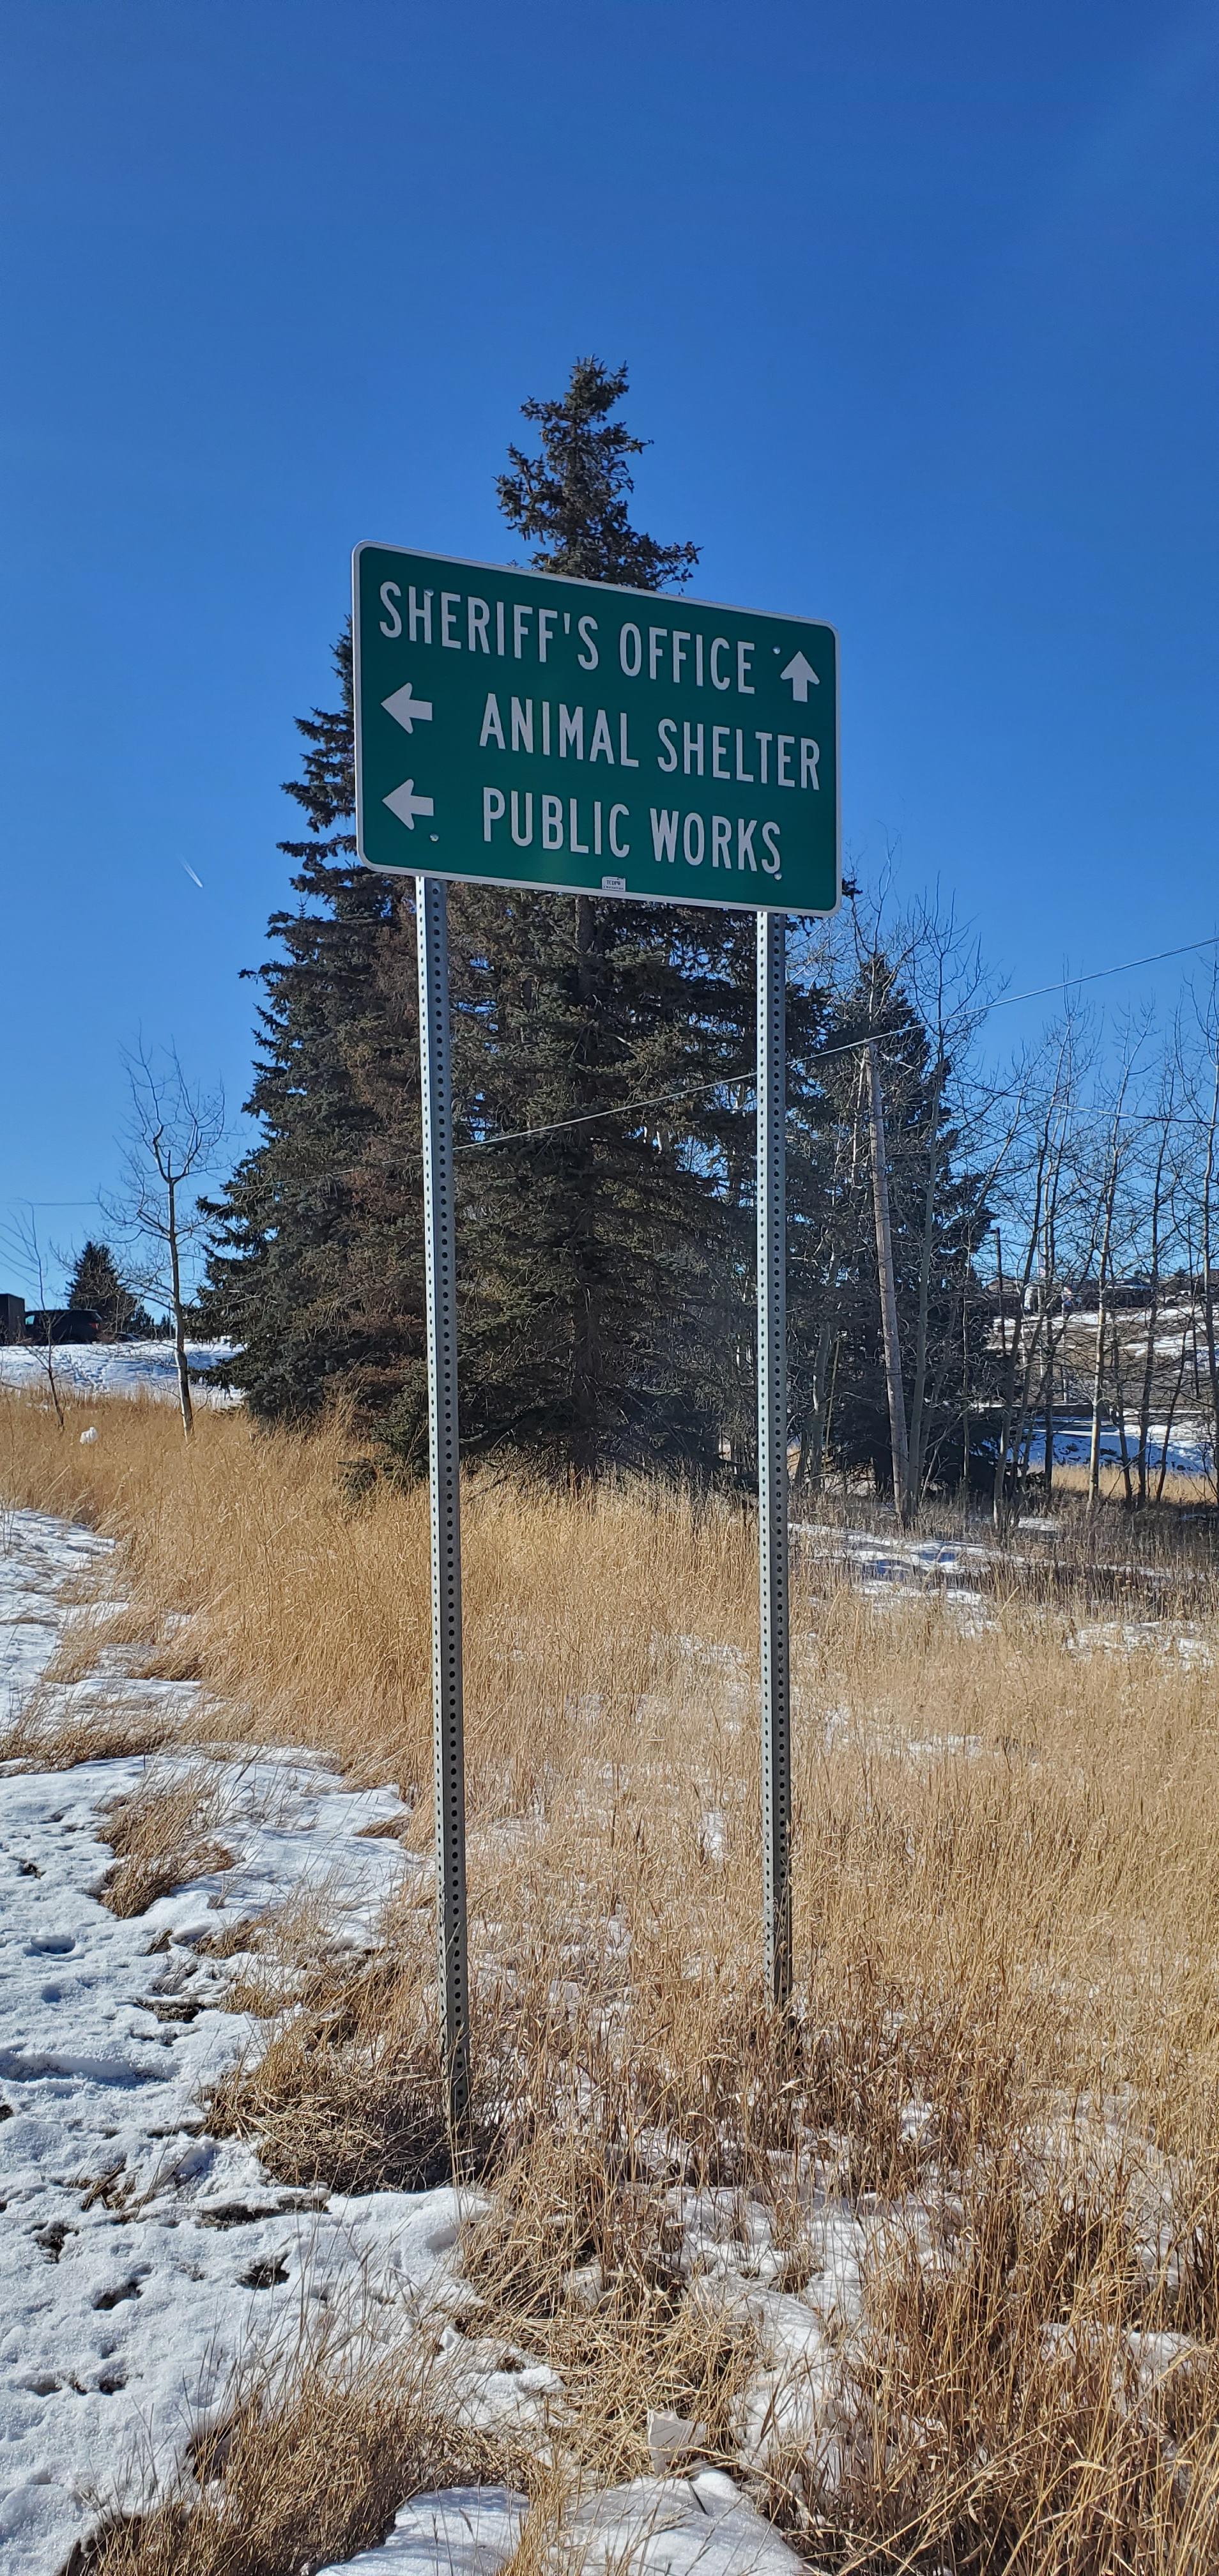 SHERIFF'S OFFICE
ANIMAL SHELTER
PUBLIC WORKS